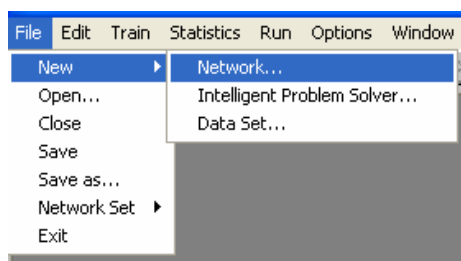 File Edit Train Statistics Run Options Window
New Network...
Open... Intelligent Problem Solver...
Close Data Set...
Save
Save as...
Network Set
Exit